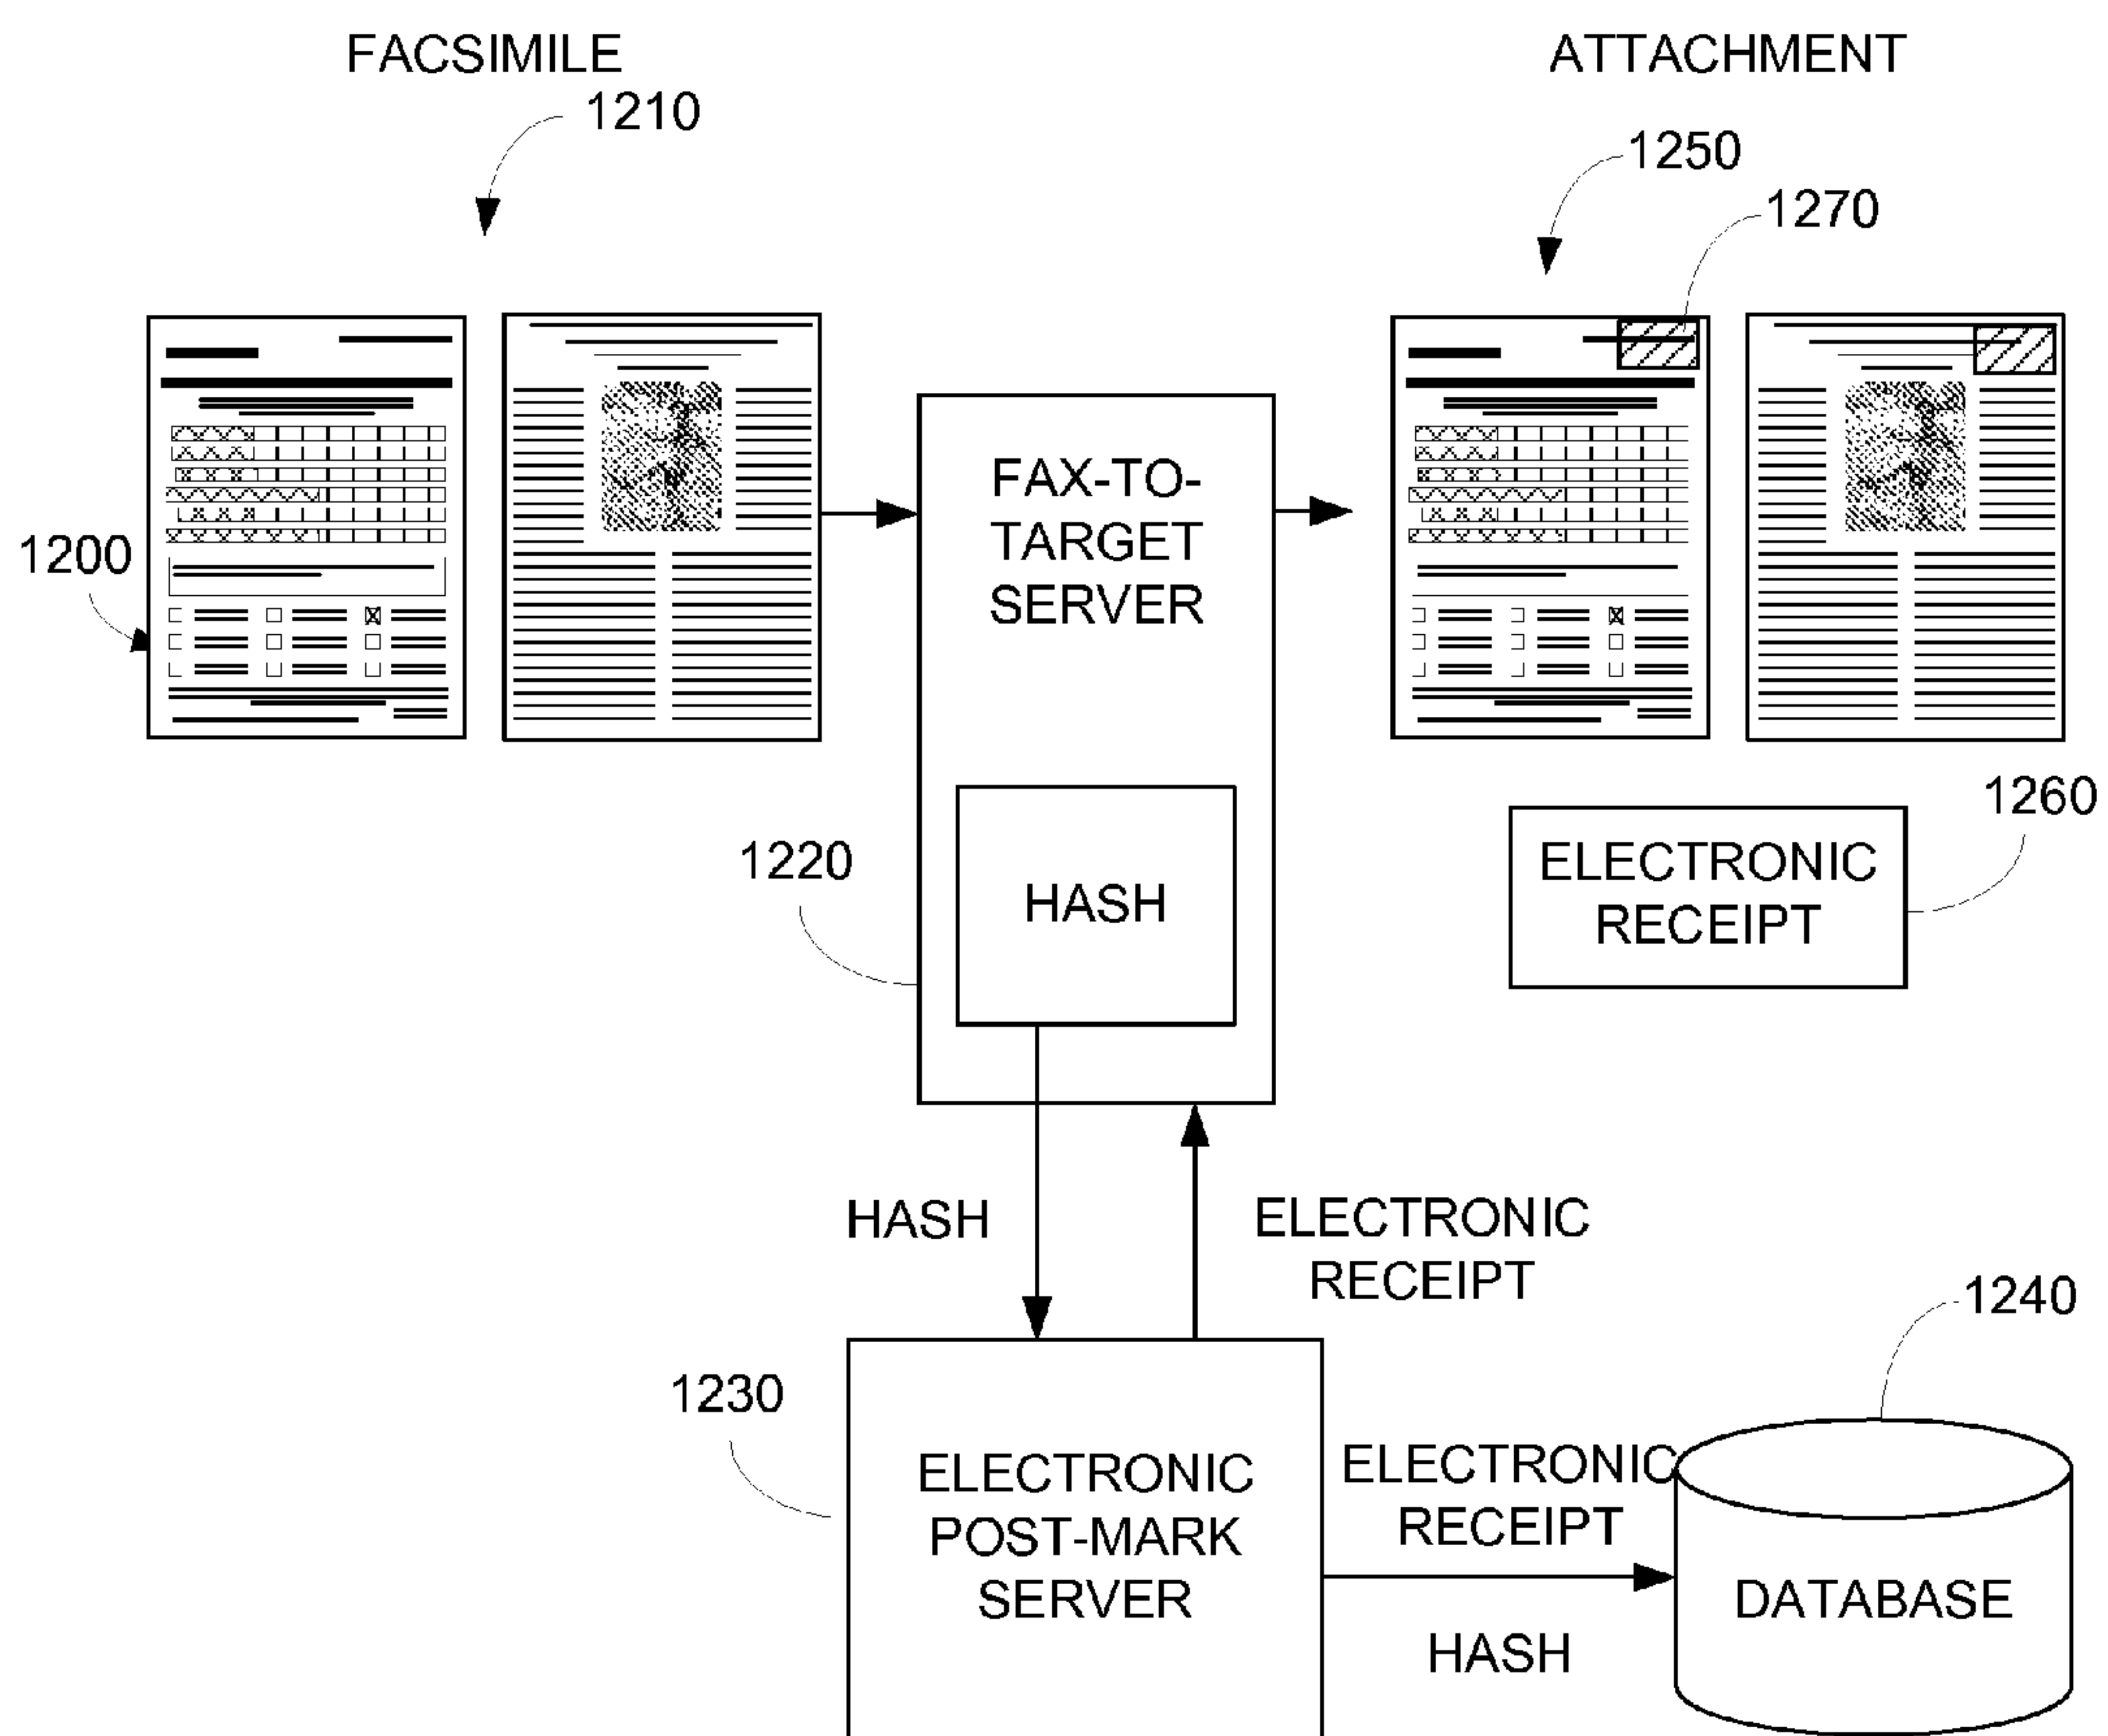 FACSIMILE
1210
ATTACHMENT
1250
1270
1200
FAX-TO-
TARGET
SERVER
1220
HASH
1260
ELECTRONIC
RECEIPT
HASH
ELECTRONIC
RECEIPT
1240
1230
ELECTRONIC
POST-MARK
SERVER
ELECTRONIC
RECEIPT
HASH
DATABASE